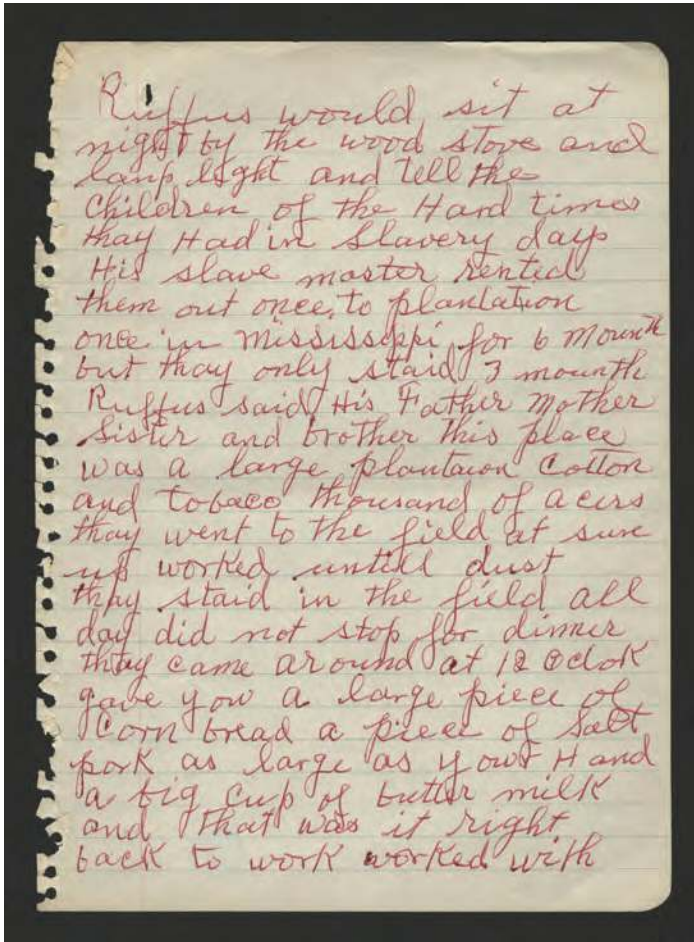 1
Ruffus would sit at
night by the wood stove and
lamp light and tell the
children of the Hard times
thay Had in Slavery days
His slave master rented
them out once, to plantation
once in Mississippi for 6 Mounth
but thay only staid 3 mounth
Ruffus said His Father Mother
Sister and brother this place
was a large plantaion Cotton
and tobaco thousand of acirs
thay went to the field at sun
up worked untill dust
thay staid in the field all
day did not stop for dinner
thay came around at 12 Oclok
gave you a large piece of
Corn bread a piece of Salt
pork as large as your Hand
a big cup of butter milk
and that was it right
back to work worked with